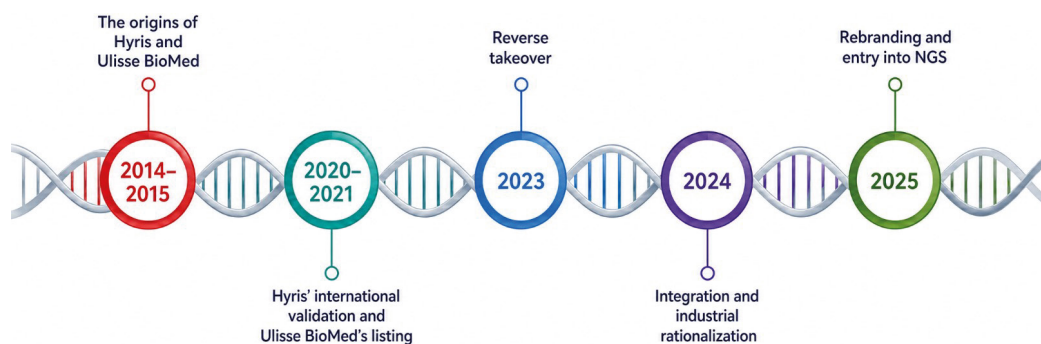 The origins of
Hyris and
Ulisse BioMed
2014–
2015
2020–
2021
Hyris' international
validation and
Ulisse BioMed's listing
Reverse
takeover
2023
2024
Integration and
industrial
rationalization
Rebranding and
entry into NGS
2025